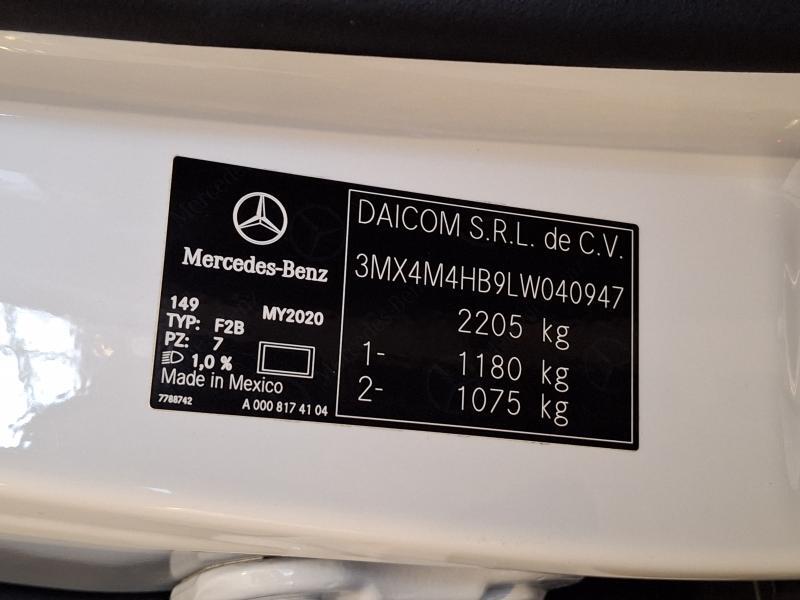 Mercedes-Benz
149
MY2020
TYP: F2B
PZ: 7
1,0 %
Made in Mexico
7788742
A 000 817 41 04
DAICOM S.R.L. de C.V.
3MX4M4HB9LW040947
2205 kg
1- 1180 kg
2- 1075 kg